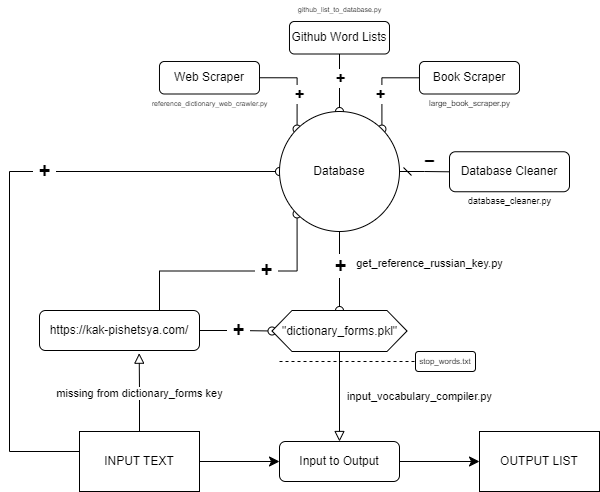 github_list_to_database.py
Github Word Lists
Web Scraper
reference_dictionary_web_crawler.py
Book Scraper
large_book_scraper.py
+
+
+
+
Database
−
Database Cleaner
database_cleaner.py
+
+
get_reference_russian_key.py
https://kak-pishetsya.com/
+
"dictionary_forms.pkl"
stop_words.txt
missing from dictionary_forms key
input_vocabulary_compiler.py
INPUT TEXT
Input to Output
OUTPUT LIST